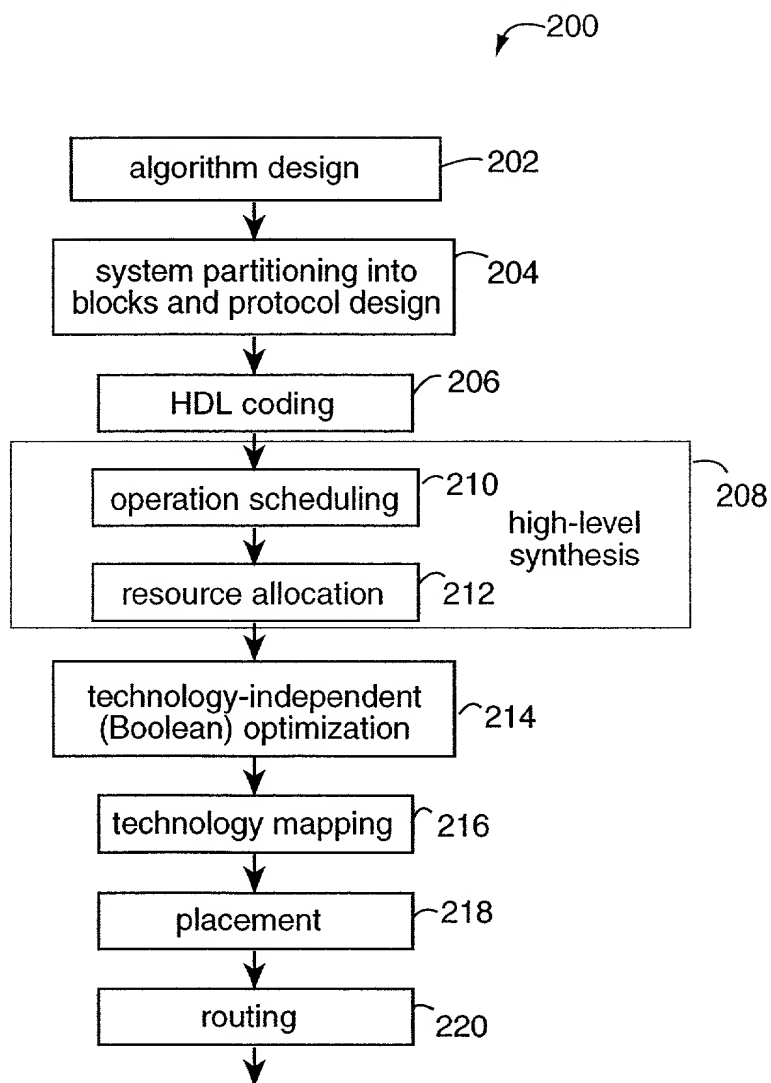 200
algorithm design
202
system partitioning into
blocks and protocol design
204
HDL coding
206
operation scheduling
210
high-level
synthesis
208
resource allocation
212
technology-independent
(Boolean) optimization
214
technology mapping
216
placement
218
routing
220